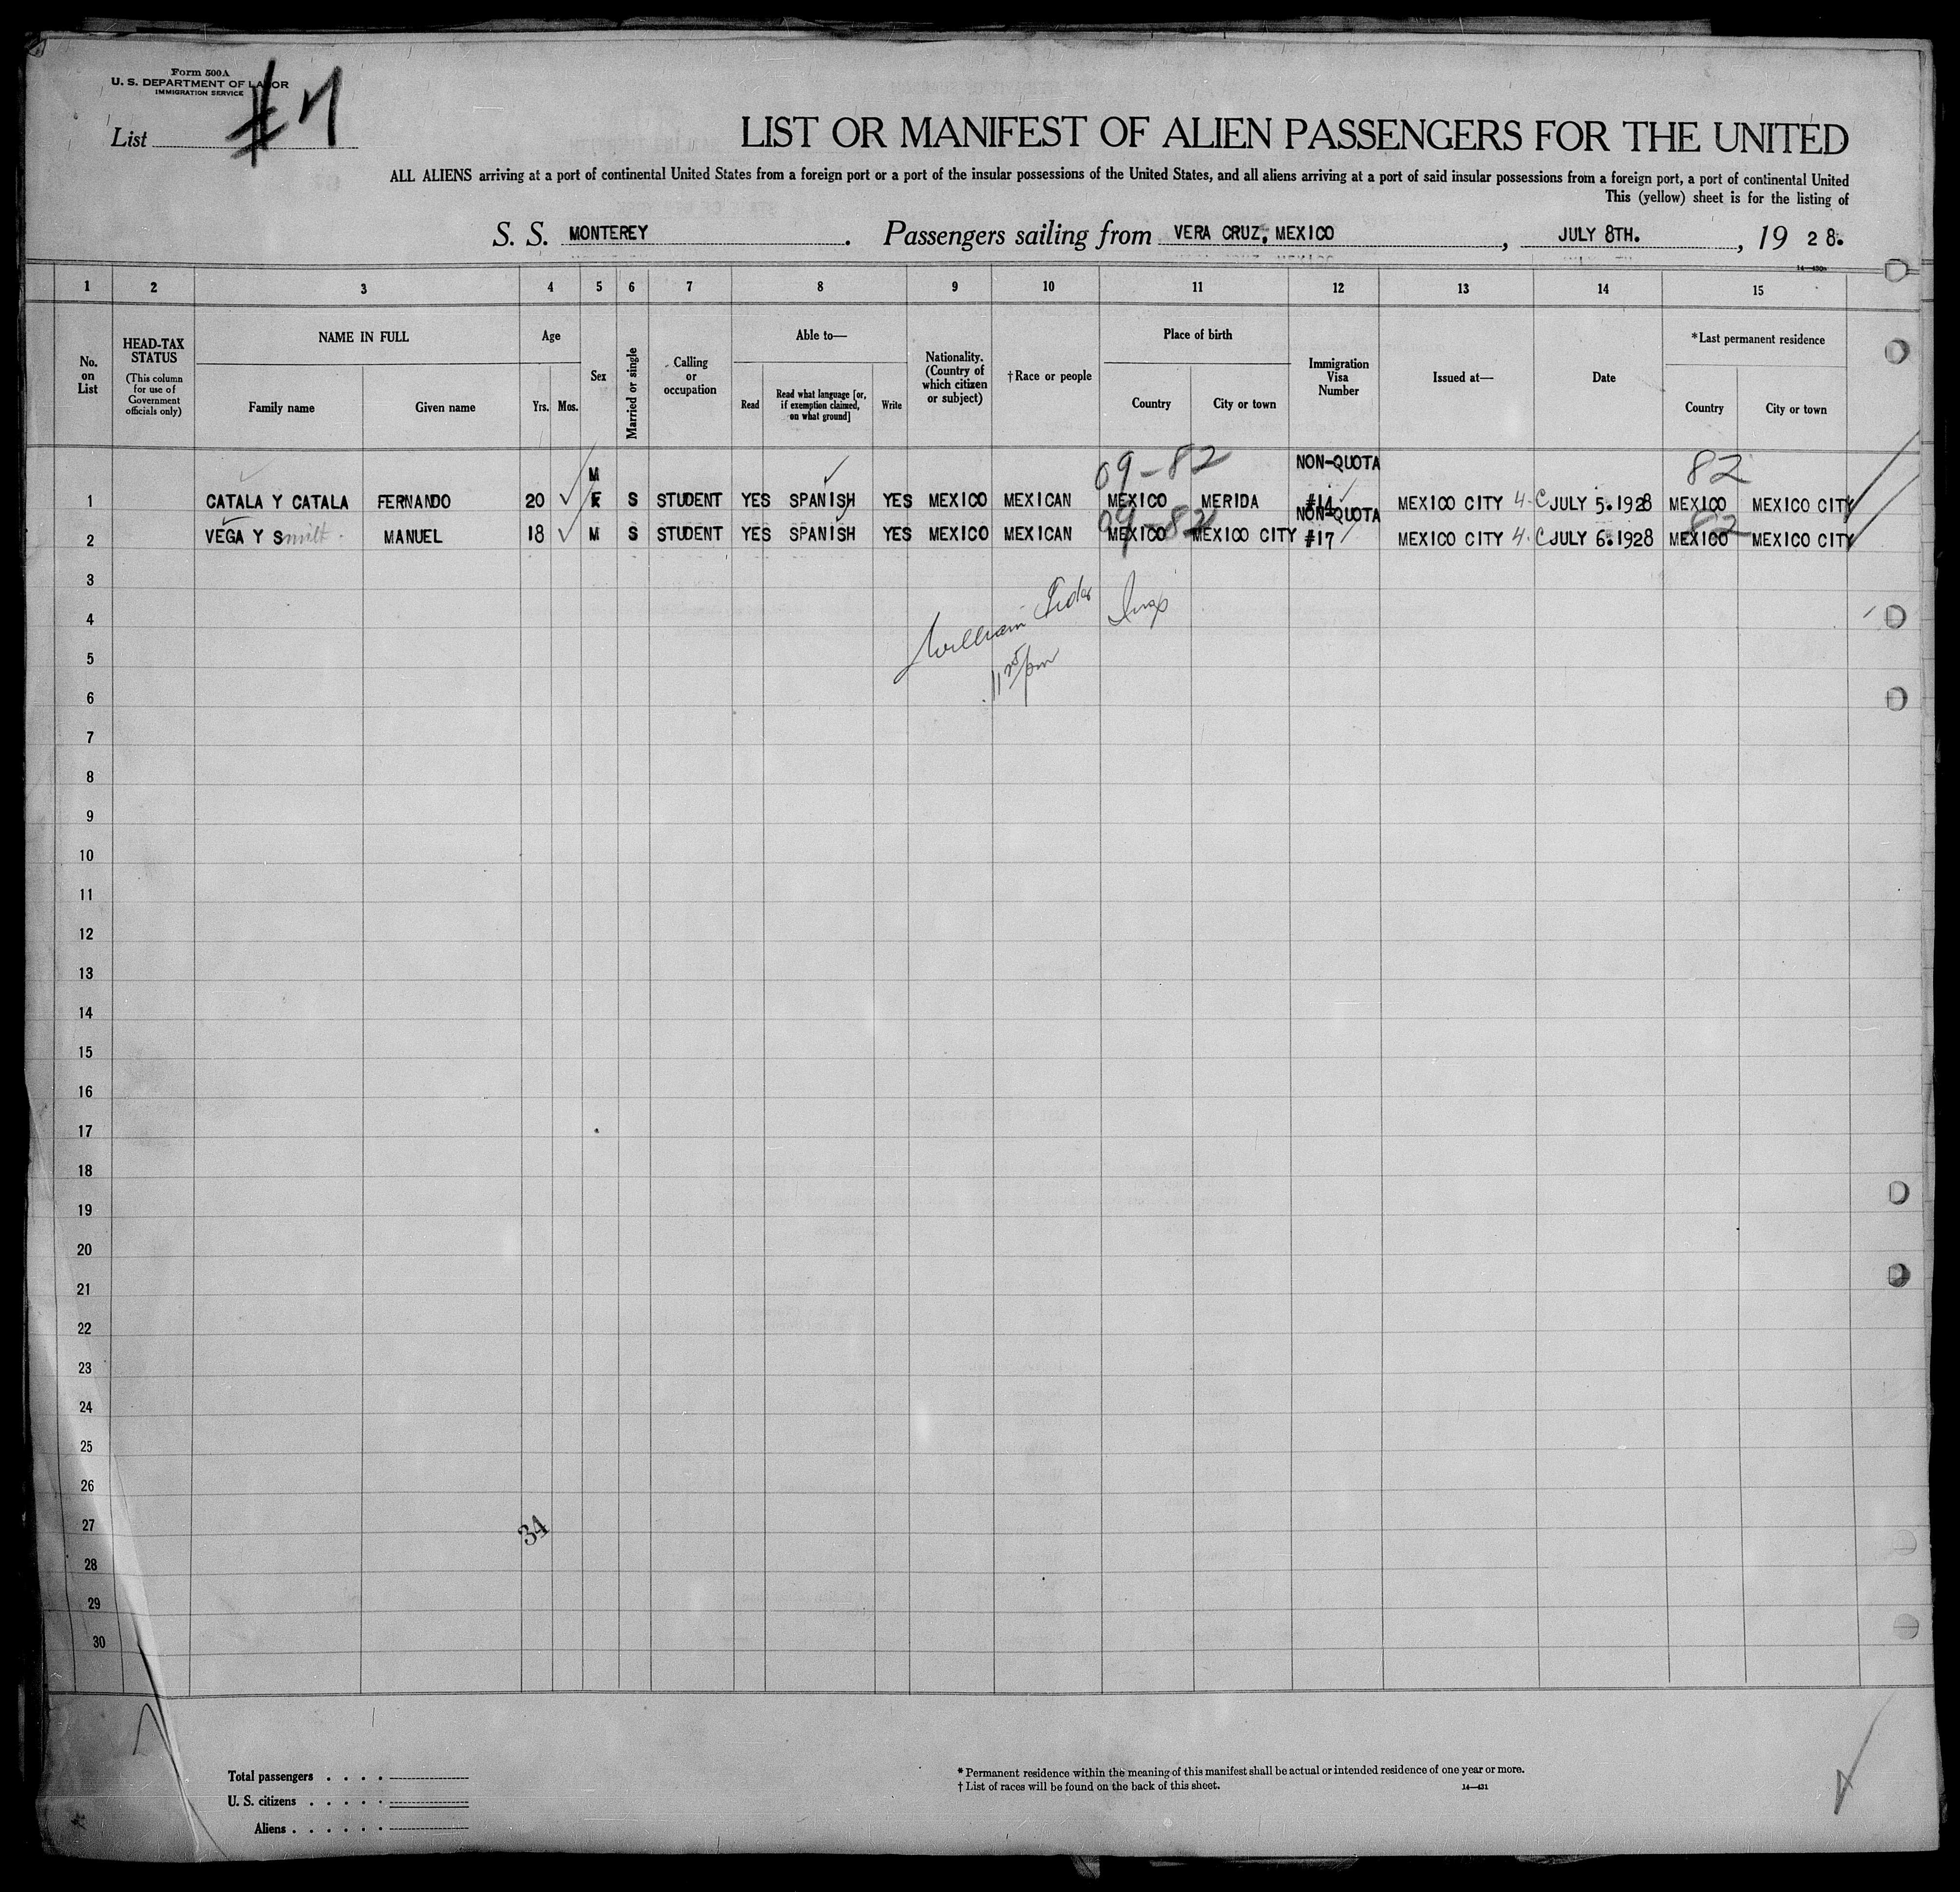 Form 500A
U. S. DEPARTMENT OF LABOR
IMMIGRATION SERVICE
List #7
LIST OR MANIFEST OF ALIEN PASSENGERS FOR THE UNITED
ALL ALIENS arriving at a port of continental United States from a foreign port or a port of the insular possessions of the United States, and all aliens arriving at a port of said insular possessions from a foreign port, a port of continental United
This (yellow) sheet is for the listing of
S. S. MONTEREY. Passengers sailing from VERA CRUZ, MEXICO, JULY 8TH., 19 28.
1 2 3 4 5 6 7 8 9 10 11 12 13 14 15
No. on List
HEAD-TAX STATUS
(This column for use of Government officials only)
NAME IN FULL
Family name Given name
Age
Yrs. Mos.
Sex
Married or single
Calling or occupation
Able to—
Read
Read what language [or, if exemption claimed, on what ground]
Write
Nationality. (Country of which citizen or subject)
†Race or people
Place of birth
Country City or town
Immigration Visa Number
Issued at—
Date
*Last permanent residence
Country City or town
M 09-82 NON-QUOTA 82
1 CATALA Y CATALA FERNANDO 20 ✓ F S STUDENT YES SPANISH YES MEXICO MEXICAN MEXICO MERIDA #14 MEXICO CITY 4.C JULY 5.1928 MEXICO MEXICO CITY
09-82 NON-QUOTA 82
2 VEGA Y Smith MANUEL 18 ✓ M S STUDENT YES SPANISH YES MEXICO MEXICAN MEXICO MEXICO CITY #17 MEXICO CITY 4.C JULY 6.1928 MEXICO MEXICO CITY
3
4 William Insp
5
6
7
8
9
10
11
12
13
14
15
16
17
18
19
20
21
22
23
24
25
26
27 34
28
29
30
Total passengers . . . .
U. S. citizens . . . . .
Aliens . . . . . .
* Permanent residence within the meaning of this manifest shall be actual or intended residence of one year or more.
† List of races will be found on the back of this sheet. 14—431